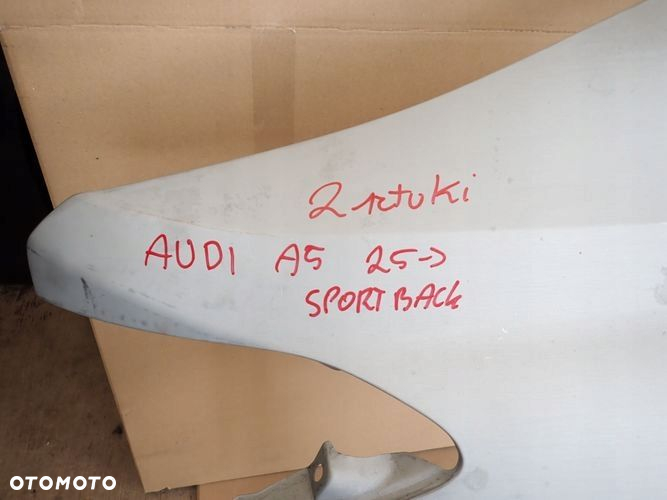 2 sztuki
AUDI A5 25->
SPORTBACK
OTOMOTO